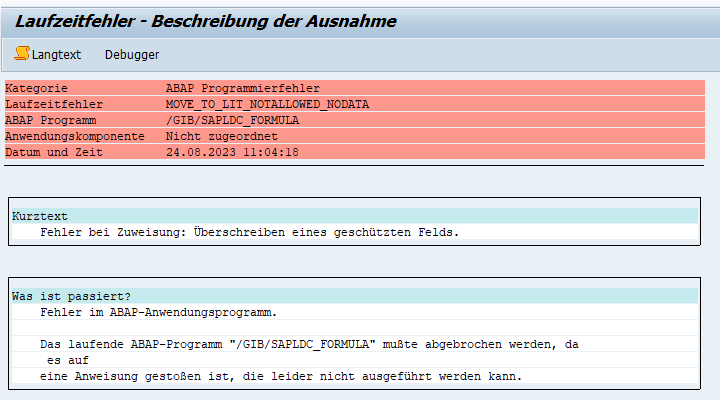 Laufzeitfehler - Beschreibung der Ausnahme
Langtext Debugger
Kategorie ABAP Programmierfehler
Laufzeitfehler MOVE_TO_LIT_NOTALLOWED_NODATA
ABAP Programm /GIB/SAPLDC_FORMULA
Anwendungskomponente Nicht zugeordnet
Datum und Zeit 24.08.2023 11:04:18
Kurztext
Fehler bei Zuweisung: Überschreiben eines geschützten Felds.
Was ist passiert?
Fehler im ABAP-Anwendungsprogramm.
Das laufende ABAP-Programm "/GIB/SAPLDC_FORMULA" mußte abgebrochen werden, da
es auf
eine Anweisung gestoßen ist, die leider nicht ausgeführt werden kann.